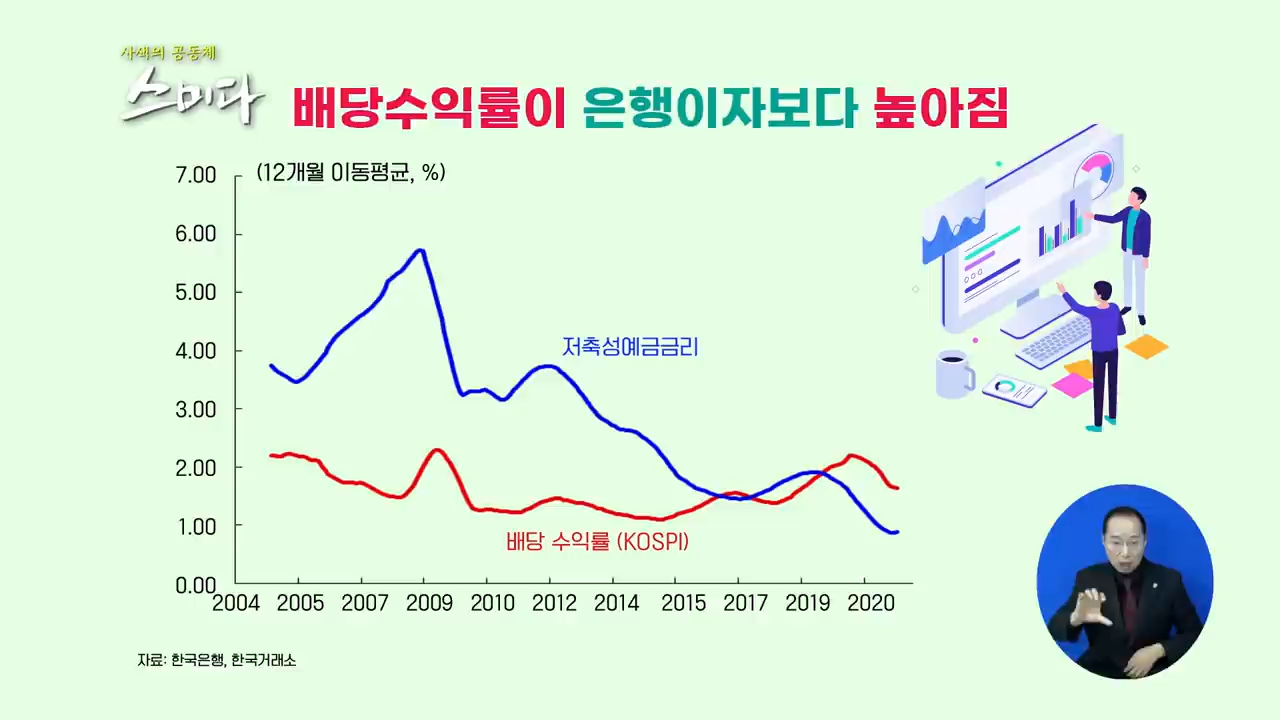 사색의 공동체
스미다
배당수익률이 은행이자보다 높아짐
(12개월 이동평균, %)
7.00
6.00
5.00
4.00
3.00
2.00
1.00
0.00
저축성예금금리
배당 수익률 (KOSPI)
2004 2005 2007 2009 2010 2012 2014 2015 2017 2019 2020
자료: 한국은행, 한국거래소